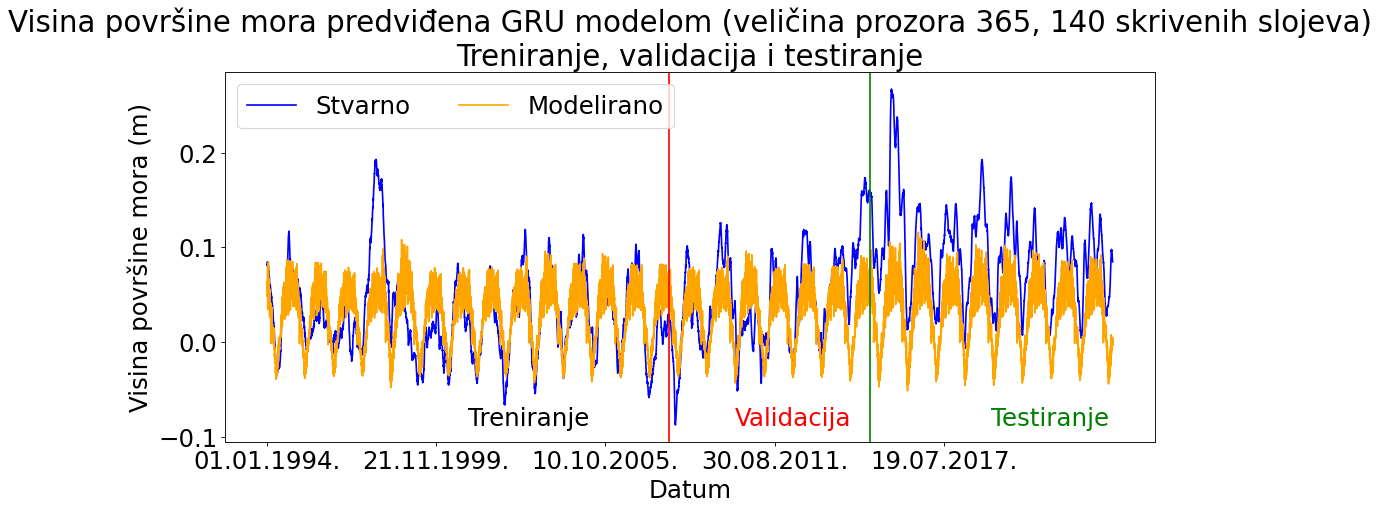 Visina površine mora predviđena GRU modelom (veličina prozora 365, 140 skrivenih slojeva)
Treniranje, validacija i testiranje
Stvarno
Modelirano
Visina površine mora (m)
0.2
0.1
0.0
−0.1
Treniranje
Validacija
Testiranje
01.01.1994.
21.11.1999.
10.10.2005.
30.08.2011.
19.07.2017.
Datum